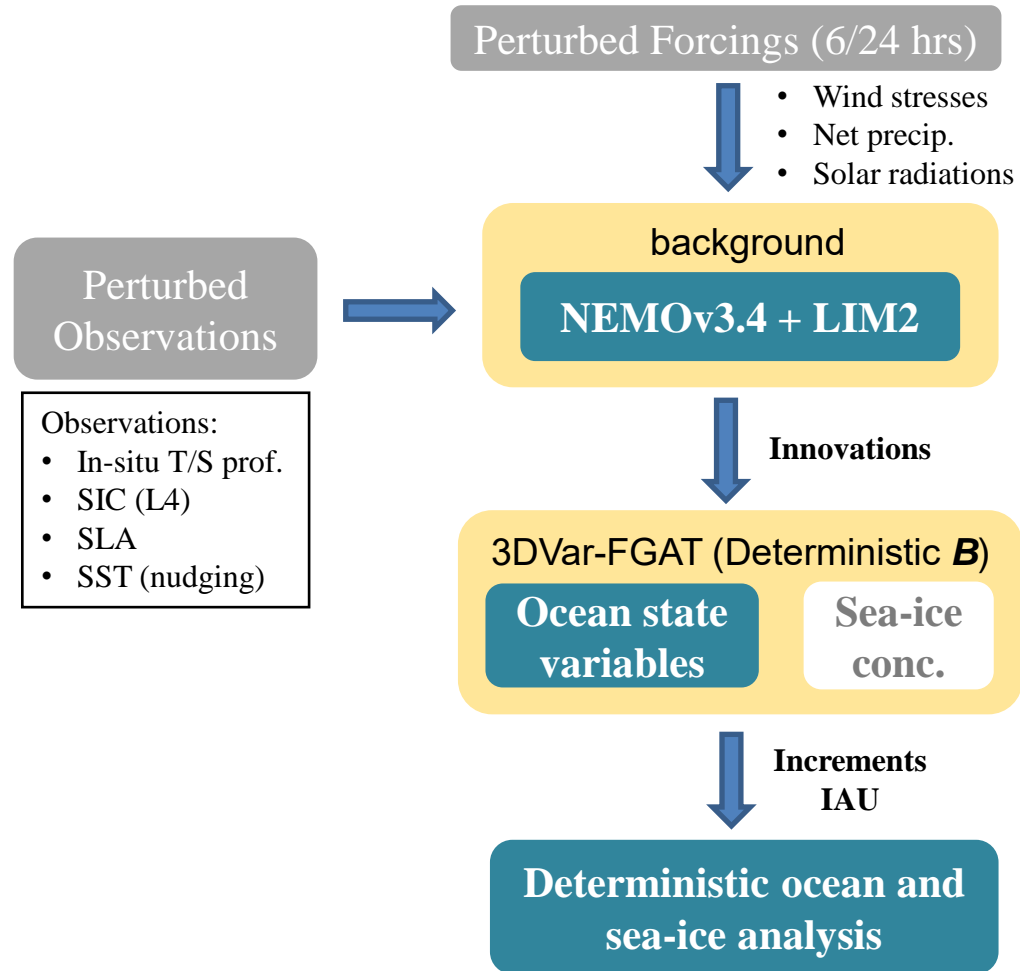 Perturbed Forcings (6/24 hrs)
• Wind stresses
• Net precip.
• Solar radiations
background
NEMOv3.4 + LIM2
Perturbed
Observations
Observations:
• In-situ T/S prof.
• SIC (L4)
• SLA
• SST (nudging)
Innovations
3DVar-FGAT (Deterministic B)
Ocean state
variables
Sea-ice
conc.
Increments
IAU
Deterministic ocean and
sea-ice analysis